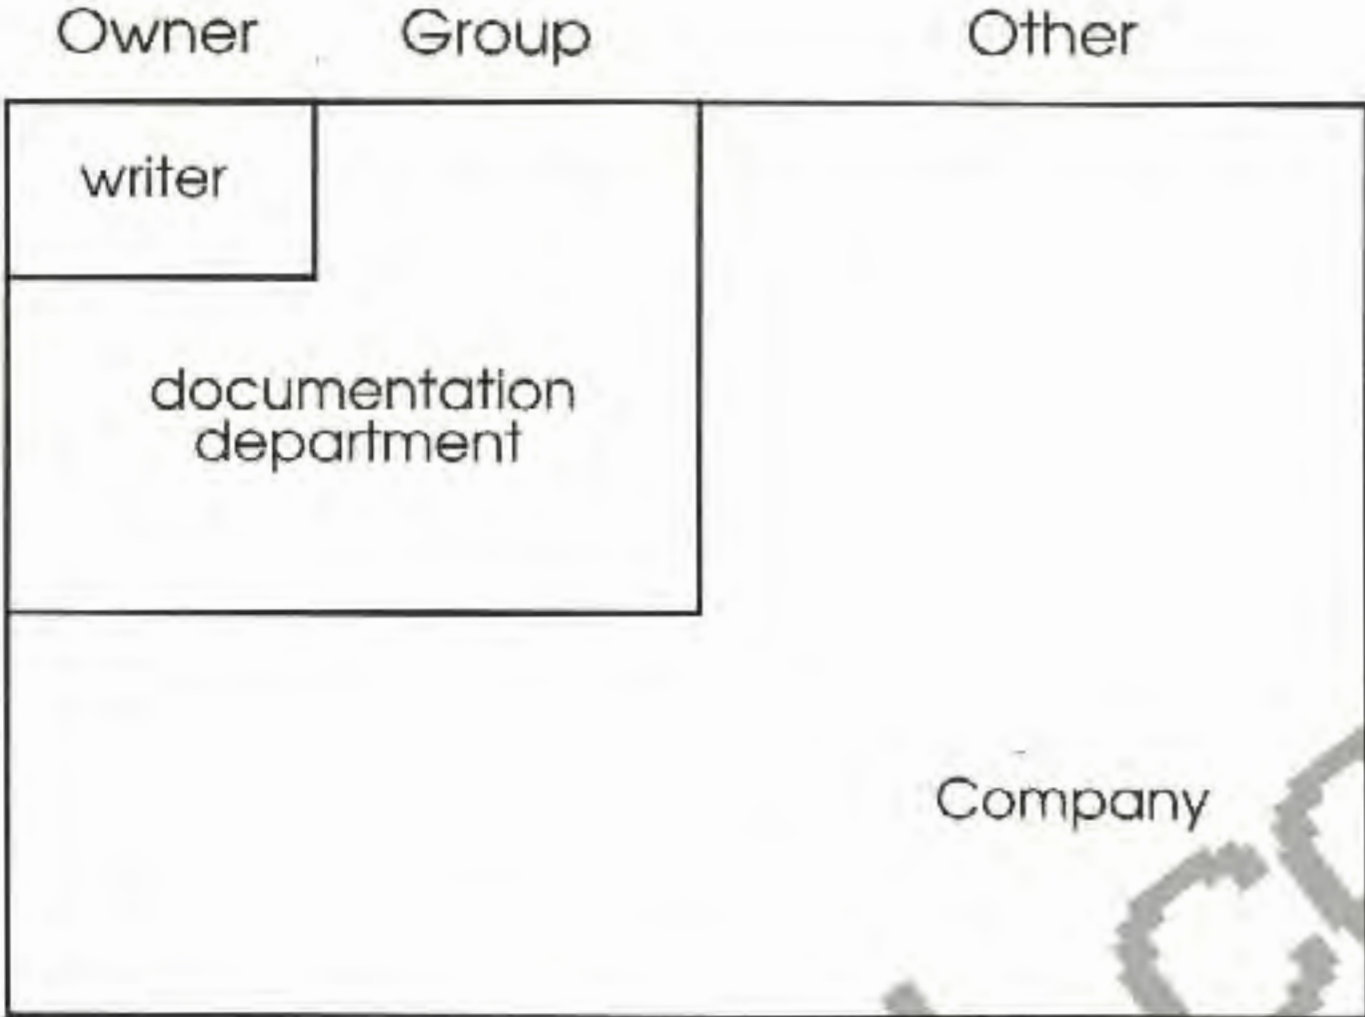 Owner Group Other
writer
documentation
department
Company